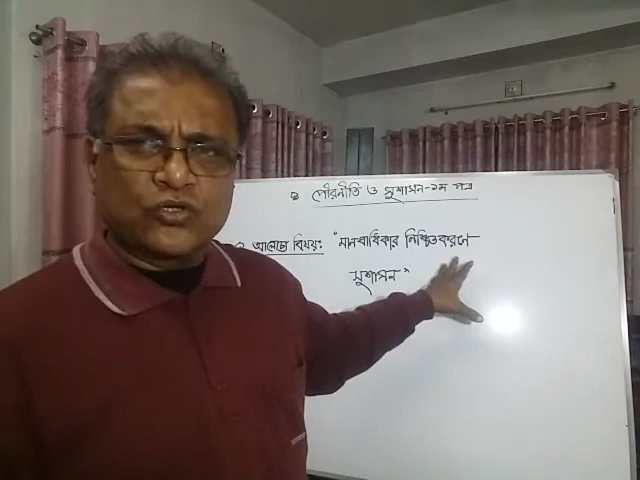 পৌরনীতি ও সুশাসন-১ম পত্র
আলোচ্য বিষয়: "মানবাধিকার নিশ্চিতকরণে
সুশাসন"